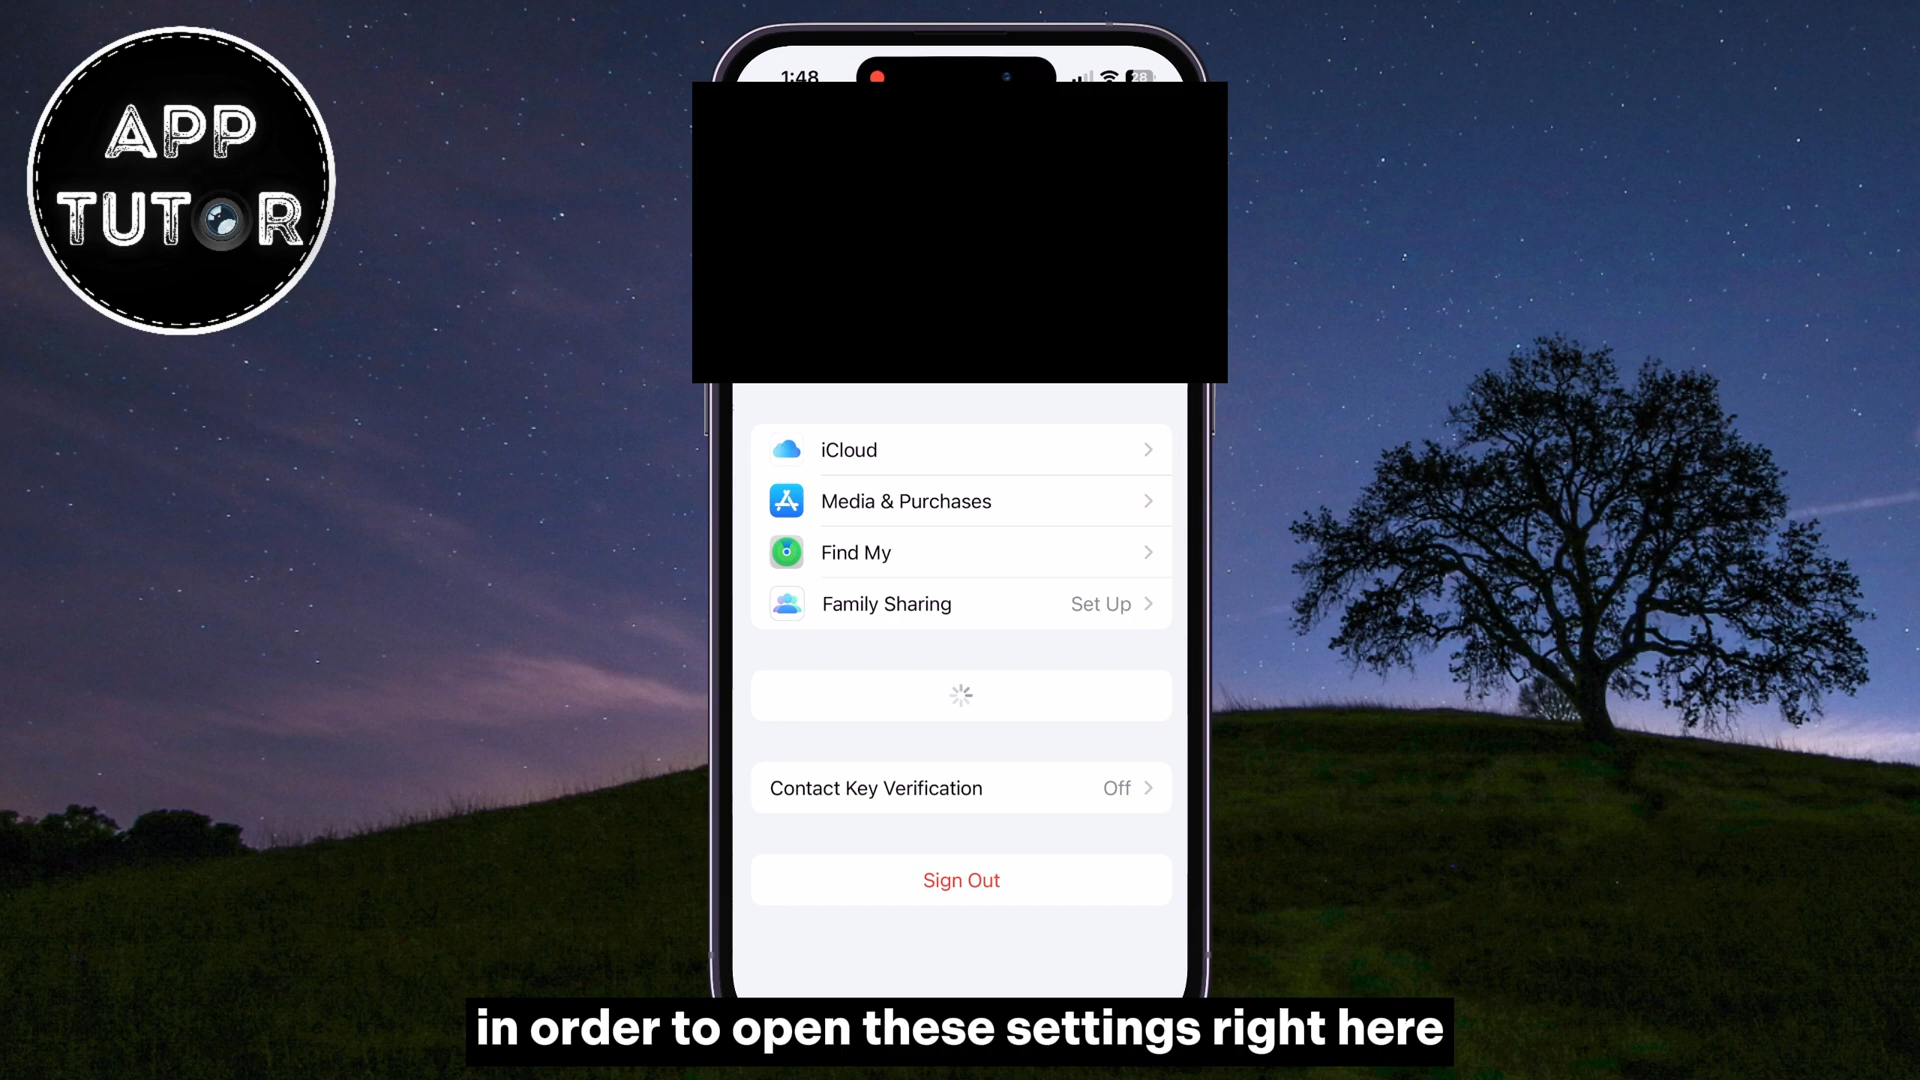 APP
TUTOR
1:48
28
iCloud
Media & Purchases
Find My
Family Sharing Set Up
Contact Key Verification Off
Sign Out
in order to open these settings right here